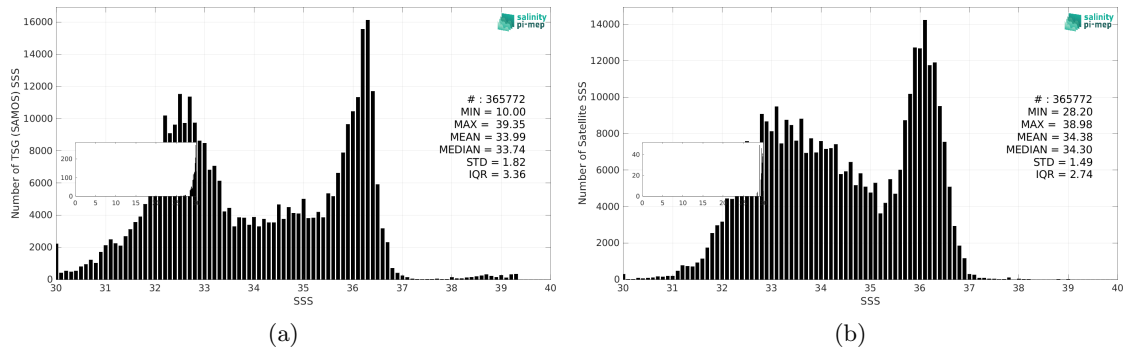 16000
14000
12000
10000
8000
6000
4000
2000
0
Number of TSG (SAMOS) SSS
salinity
pi-mep
# : 365772
MIN = 10.00
MAX = 39.35
MEAN = 33.99
MEDIAN = 33.74
STD = 1.82
IQR = 3.36
200
100
0
0 5 10 15
30 31 32 33 34 35 36 37 38 39 40
SSS
(a)
14000
12000
10000
8000
6000
4000
2000
0
Number of Satellite SSS
salinity
pi-mep
# : 365772
MIN = 28.20
MAX = 38.98
MEAN = 34.38
MEDIAN = 34.30
STD = 1.49
IQR = 2.74
40
20
0
0 5 10 15
30 31 32 33 34 35 36 37 38 39 40
SSS
(b)